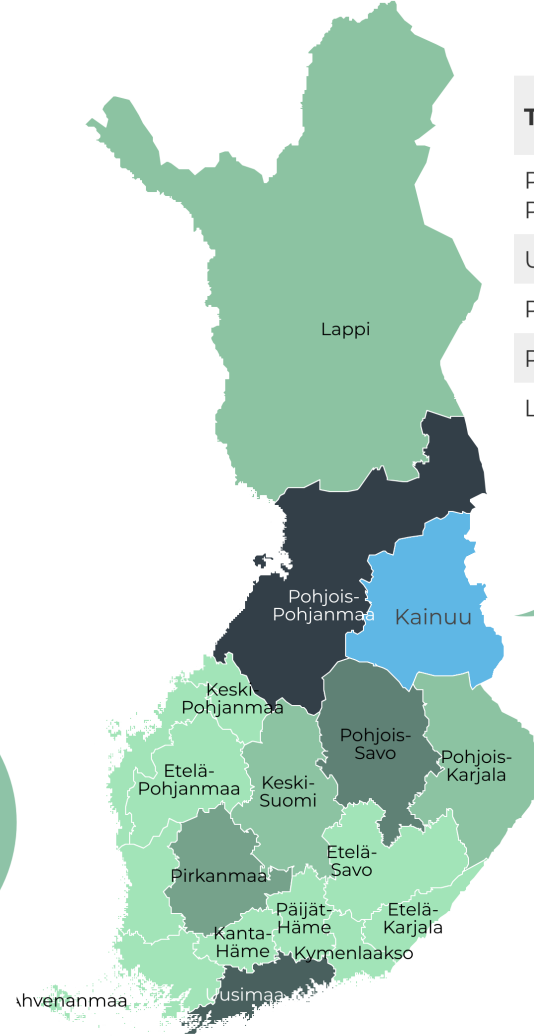 Lappi
Pohjois-
Pohjanmaa
Kainuu
Keski-
Pohjanmaa
Pohjois-
Savo
Pohjois-
Karjala
Etelä-
Pohjanmaa
Keski-
Suomi
Etelä-
Savo
Pirkanmaa
Päijät-
Häme
Etelä-
Karjala
Kanta-
Häme
Kymenlaakso
Uusimaa
hvenanmaa